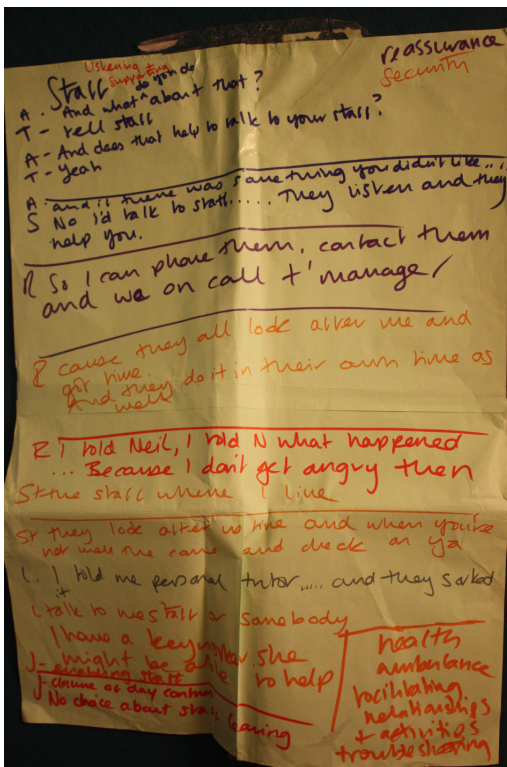 Listening
Supporting
reassurance
security
Staff
A. And what do you do about that?
T - Tell staff
A - And does that help to talk to your staff?
T - Yeah
A - and if there was something you didn't like....
S No I'd talk to staff..... They listen and they
help you.
R So I can phone them, contact them
and we on call t' manager
R cause they all look after me and
got time.
And they do it in their own time as
well
R I told Neil, I told N what happened
... Because I don't get angry then
St the staff where I live
St they look after us fine and when you're
not well the come and check on ya
L. I told me personal tutor..... and they sorted
it
L talk to me staff or somebody
I have a keyworker she
might be able to help
J - enabling staff
J - day centre
No choice about staff leaving
health
ambulance
facilitating
relationships
+ activities
troubleshooting